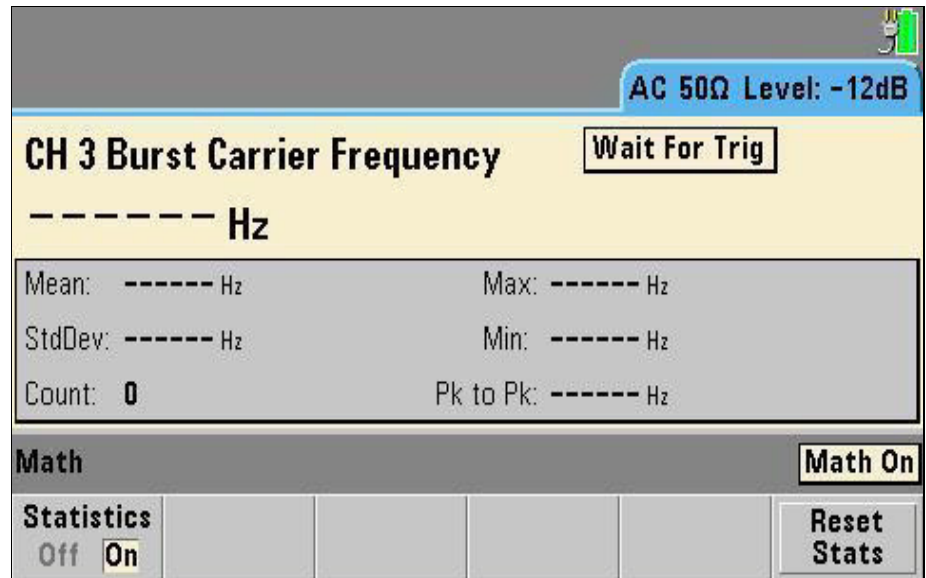 AC 50Ω Level: -12dB
CH 3 Burst Carrier Frequency Wait For Trig
------ Hz
Mean: ------ Hz Max: ------ Hz
StdDev: ------ Hz Min: ------ Hz
Count: 0 Pk to Pk: ------ Hz
Math Math On
Statistics Reset
Off On Stats